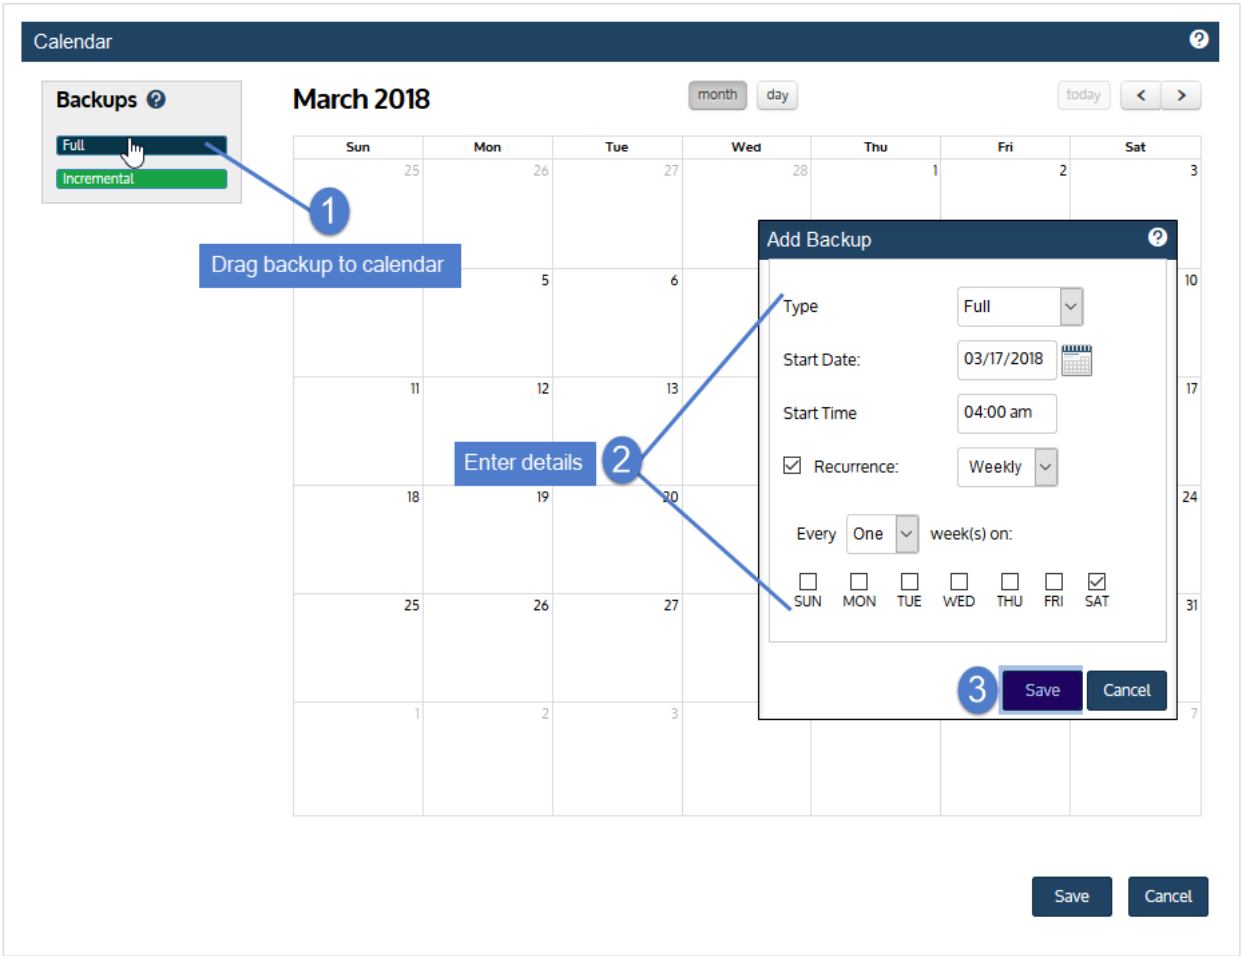 Calendar ?
Backups ?
Full
Incremental
March 2018 month day today
Sun Mon Tue Wed Thu Fri Sat
25 26 27 28 1 2 3
1
Drag backup to calendar
5 6 10
11 12 13 17
18 19 20 24
25 26 27 31
1 2 3 7
Enter details 2
Add Backup ?
Type Full
Start Date: 03/17/2018
Start Time 04:00 am
Recurrence: Weekly
Every One week(s) on:
SUN MON TUE WED THU FRI SAT
3 Save Cancel
Save Cancel